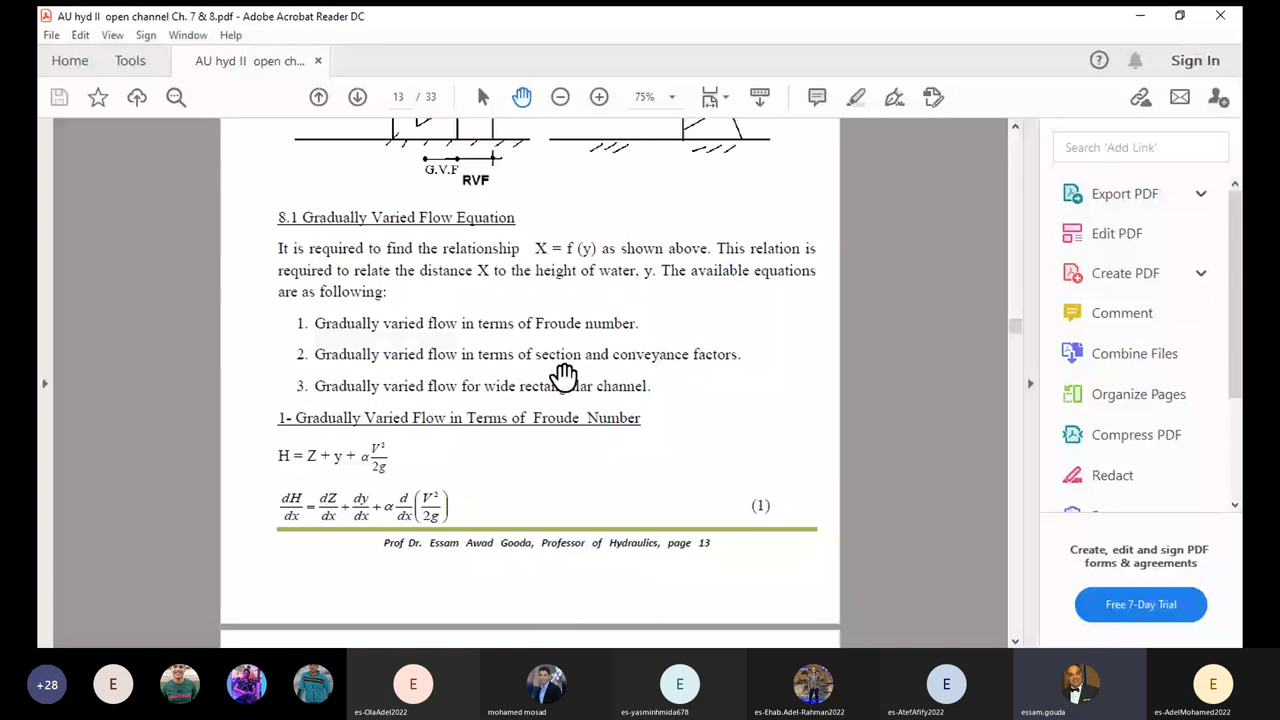 AU hyd II open channel Ch. 7 & 8.pdf - Adobe Acrobat Reader DC
File Edit View Sign Window Help
Home Tools AU hyd II open ch... × Sign In
13 / 33 75%
G.V.F
RVF
8.1 Gradually Varied Flow Equation
It is required to find the relationship X = f (y) as shown above. This relation is
required to relate the distance X to the height of water, y. The available equations
are as following:
1. Gradually varied flow in terms of Froude number.
2. Gradually varied flow in terms of section and conveyance factors.
3. Gradually varied flow for wide rectangular channel.
1- Gradually Varied Flow in Terms of Froude Number
H = Z + y + α V²/2g
dH/dx = dZ/dx + dy/dx + α d/dx (V²/2g) (1)
Prof Dr. Essam Awad Gooda, Professor of Hydraulics, page 13
Search 'Add Link'
Export PDF
Edit PDF
Create PDF
Comment
Combine Files
Organize Pages
Compress PDF
Redact
Create, edit and sign PDF
forms & agreements
Free 7-Day Trial
+28 E E E E E
es-OlaAdel2022 mohamed mosad es-yasminhmida678 es-Ehab.Adel-Rahman2022 es-AtefAfify2022 essam.gouda es-AdelMohamed2022